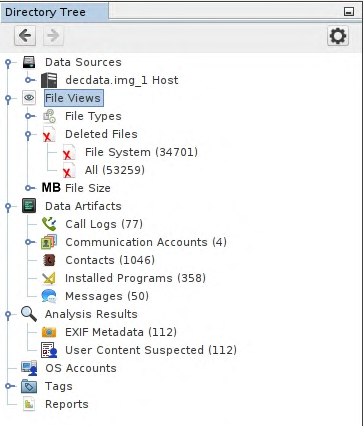 Directory Tree
Data Sources
decdata.img_1 Host
File Views
File Types
Deleted Files
File System (34701)
All (53259)
MB File Size
Data Artifacts
Call Logs (77)
Communication Accounts (4)
Contacts (1046)
Installed Programs (358)
Messages (50)
Analysis Results
EXIF Metadata (112)
User Content Suspected (112)
OS Accounts
Tags
Reports